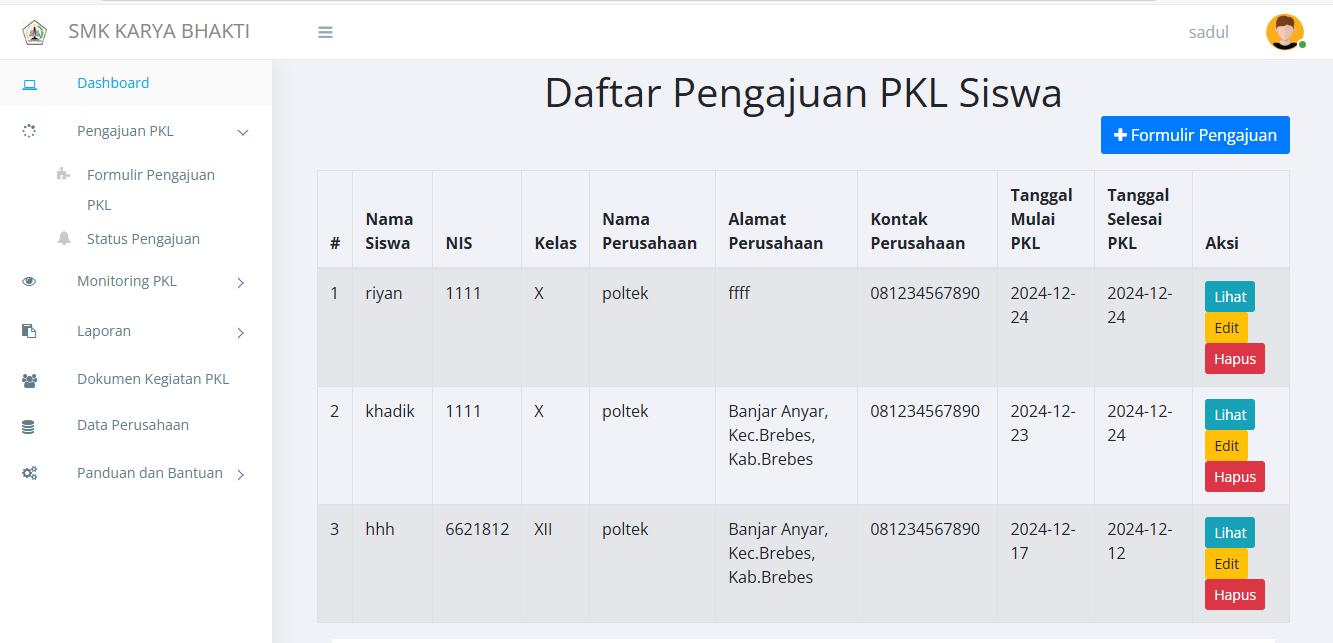 SMK KARYA BHAKTI
sadul
Dashboard
Pengajuan PKL
Formulir Pengajuan
PKL
Status Pengajuan
Monitoring PKL
Laporan
Dokumen Kegiatan PKL
Data Perusahaan
Panduan dan Bantuan
Daftar Pengajuan PKL Siswa
Formulir Pengajuan
# Nama Siswa NIS Kelas Nama Perusahaan Alamat Perusahaan Kontak Perusahaan Tanggal Mulai PKL Tanggal Selesai PKL Aksi
1 riyan 1111 X poltek ffff 081234567890 2024-12-24 2024-12-24 Lihat
Edit
Hapus
2 khadik 1111 X poltek Banjar Anyar, Kec.Brebes, Kab.Brebes 081234567890 2024-12-23 2024-12-24 Lihat
Edit
Hapus
3 hhh 6621812 XII poltek Banjar Anyar, Kec.Brebes, Kab.Brebes 081234567890 2024-12-17 2024-12-12 Lihat
Edit
Hapus